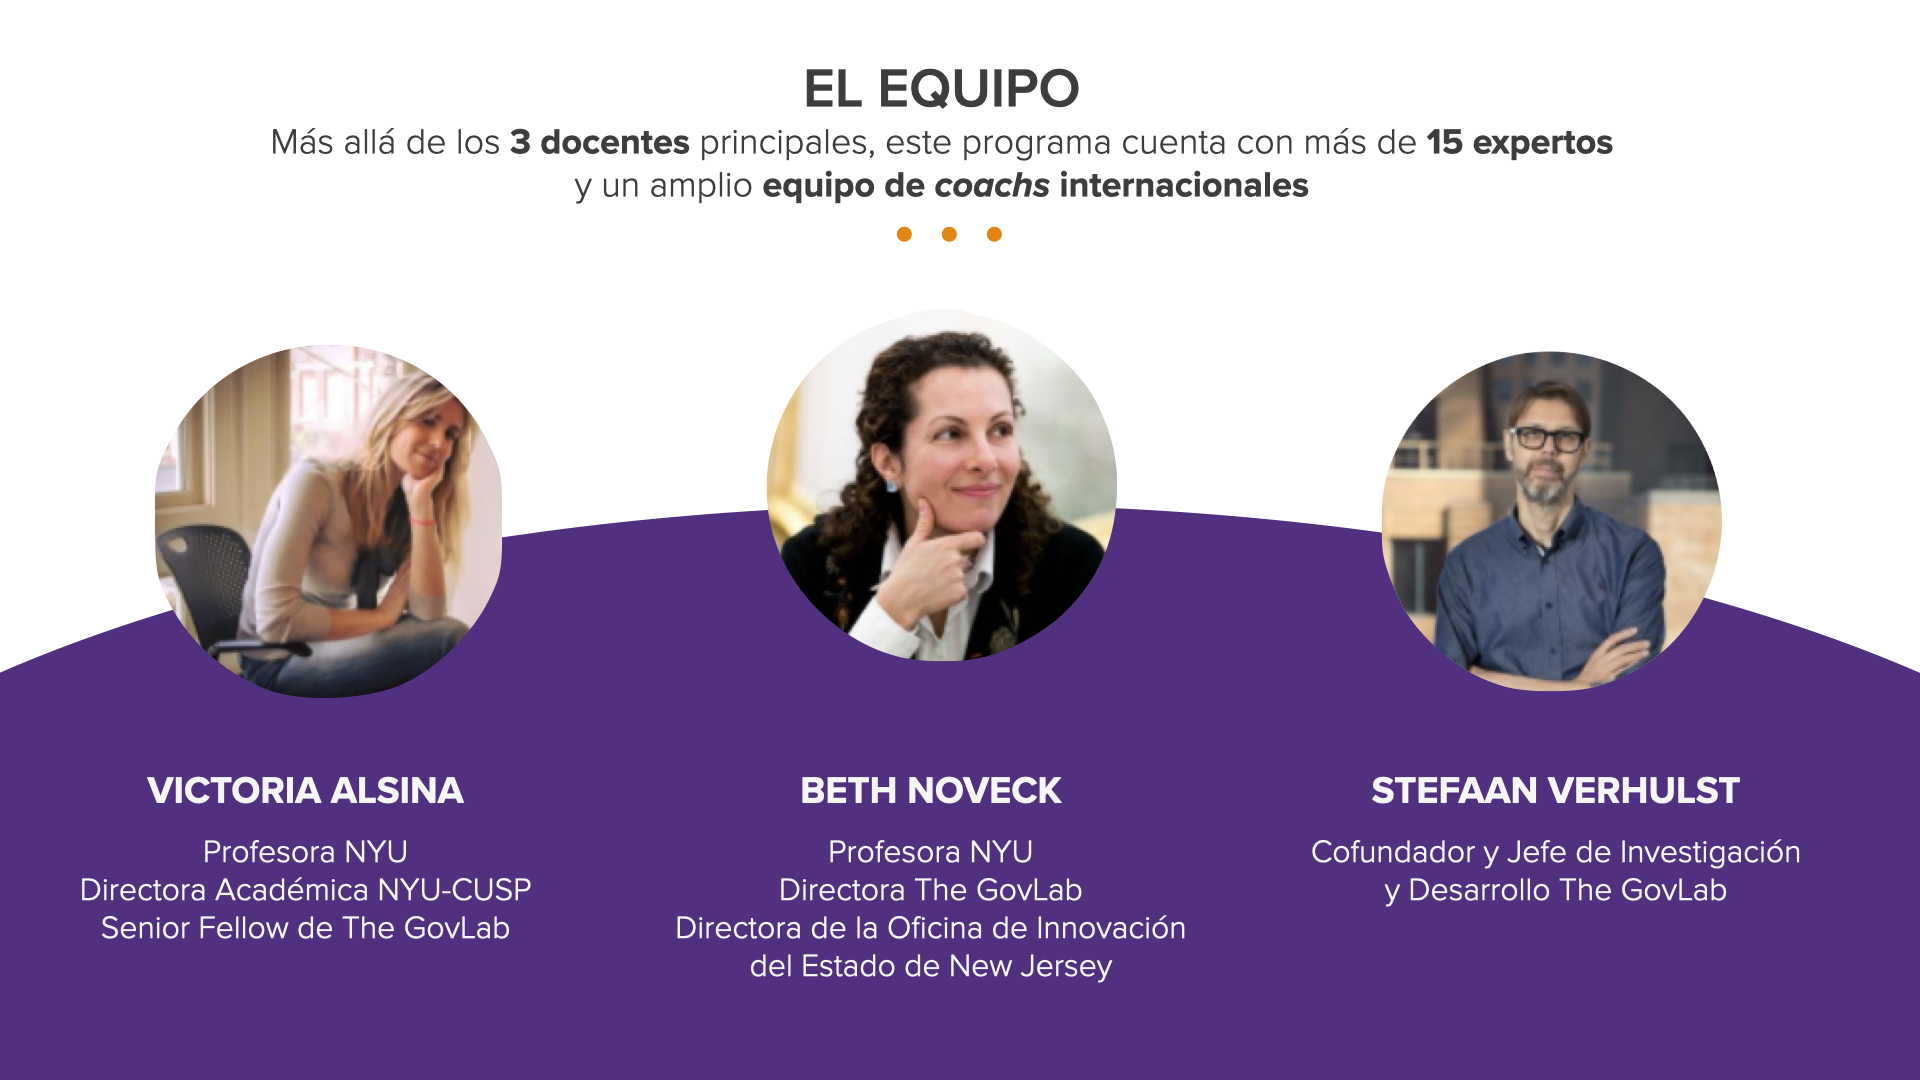 EL EQUIPO
Más allá de los 3 docentes principales, este programa cuenta con más de 15 expertos
y un amplio equipo de coachs internacionales
VICTORIA ALSINA
Profesora NYU
Directora Académica NYU-CUSP
Senior Fellow de The GovLab
BETH NOVECK
Profesora NYU
Directora The GovLab
Directora de la Oficina de Innovación
del Estado de New Jersey
STEFAAN VERHULST
Cofundador y Jefe de Investigación
y Desarrollo The GovLab